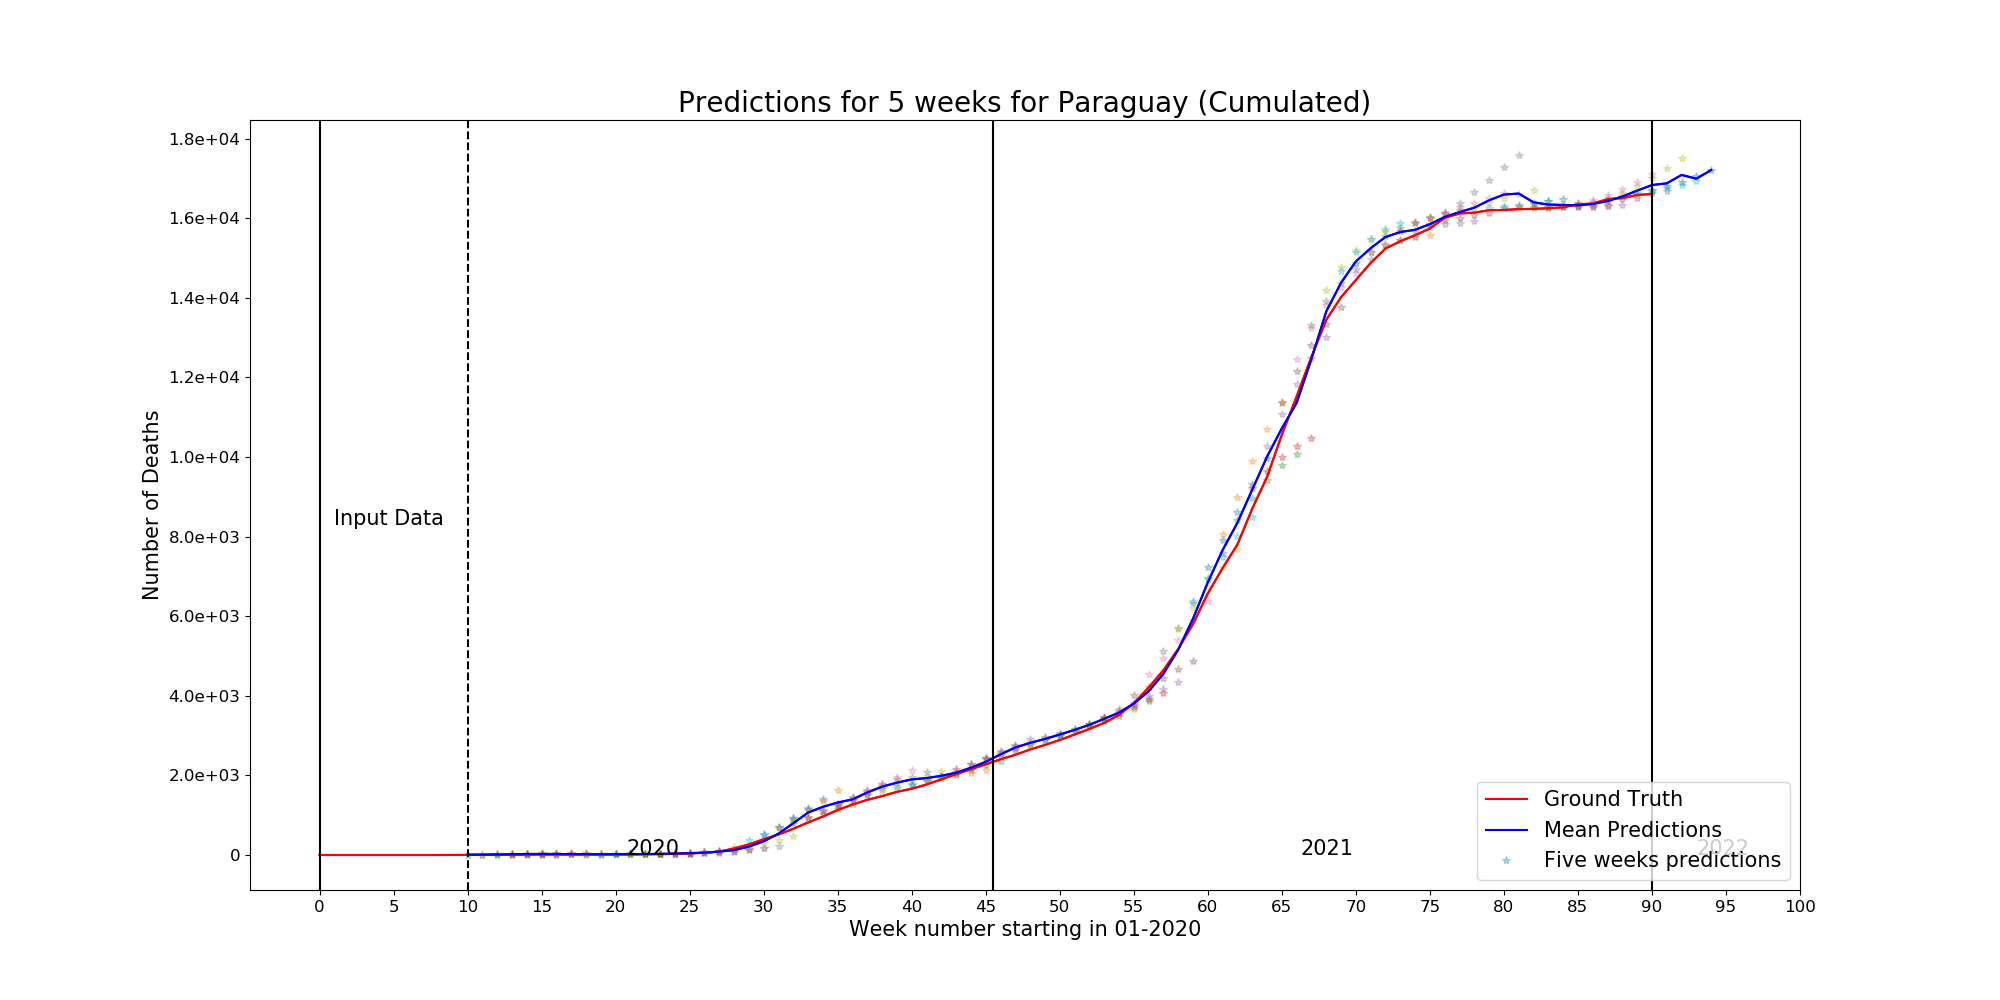 Predictions for 5 weeks for Paraguay (Cumulated)
1.8e+04
1.6e+04
1.4e+04
1.2e+04
1.0e+04
8.0e+03
6.0e+03
4.0e+03
2.0e+03
0
Number of Deaths
Input Data
2020
2021
2022
Ground Truth
Mean Predictions
Five weeks predictions
0 5 10 15 20 25 30 35 40 45 50 55 60 65 70 75 80 85 90 95 100
Week number starting in 01-2020